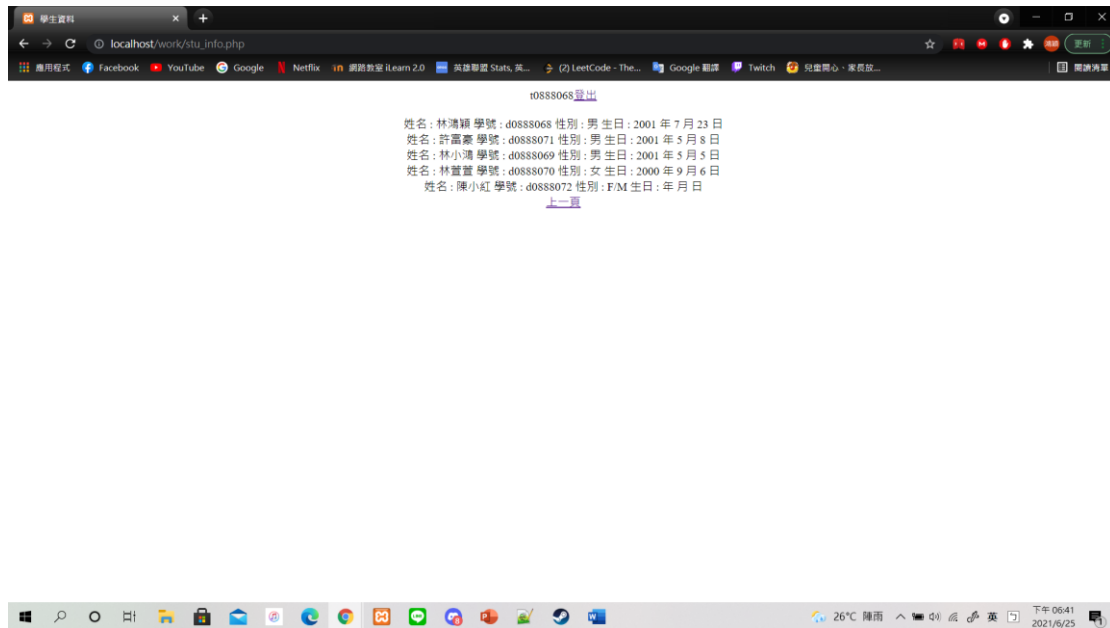 學生資料
localhost/work/stu_info.php
更新
應用程式 Facebook YouTube Google Netflix 網路教室 iLearn 2.0 英雄聯盟 Stats, 英... (2) LeetCode - The... Google 翻譯 Twitch 兒童開心、家長放... 閱讀清單
t0888068登出
姓名 : 林鴻穎 學號 : d0888068 性別 : 男 生日 : 2001 年 7 月 23 日
姓名 : 許富豪 學號 : d0888071 性別 : 男 生日 : 2001 年 5 月 8 日
姓名 : 林小鴻 學號 : d0888069 性別 : 男 生日 : 2001 年 5 月 5 日
姓名 : 林萱萱 學號 : d0888070 性別 : 女 生日 : 2000 年 9 月 6 日
姓名 : 陳小紅 學號 : d0888072 性別 : F/M 生日 : 年 月 日
上一頁
26°C 陣雨 英 ㄅ 下午 06:41
2021/6/25